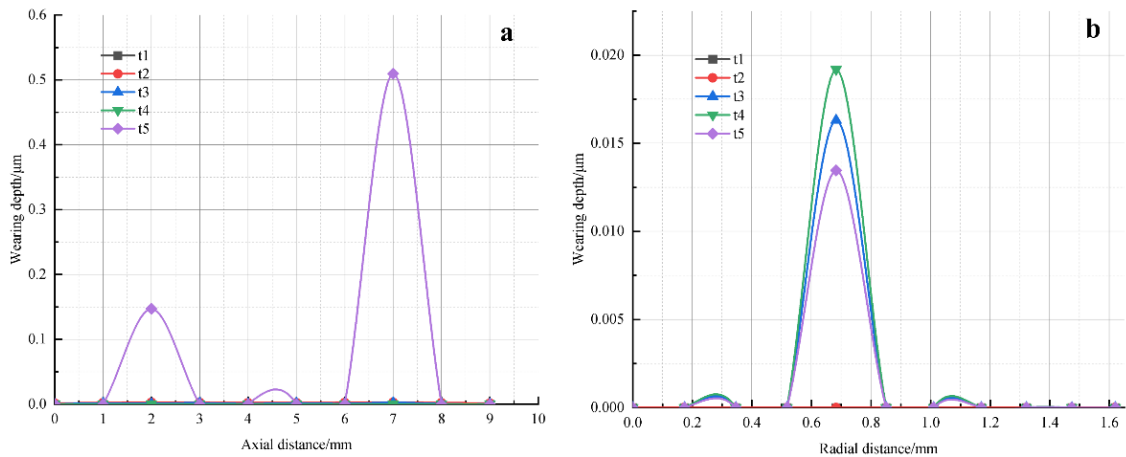 a
t1
t2
t3
t4
t5
0.6
0.5
0.4
0.3
0.2
0.1
0.0
Wearing depth/μm
0 1 2 3 4 5 6 7 8 9 10
Axial distance/mm
b
t1
t2
t3
t4
t5
0.020
0.015
0.010
0.005
0.000
Wearing depth/μm
0.0 0.2 0.4 0.6 0.8 1.0 1.2 1.4 1.6
Radial distance/mm